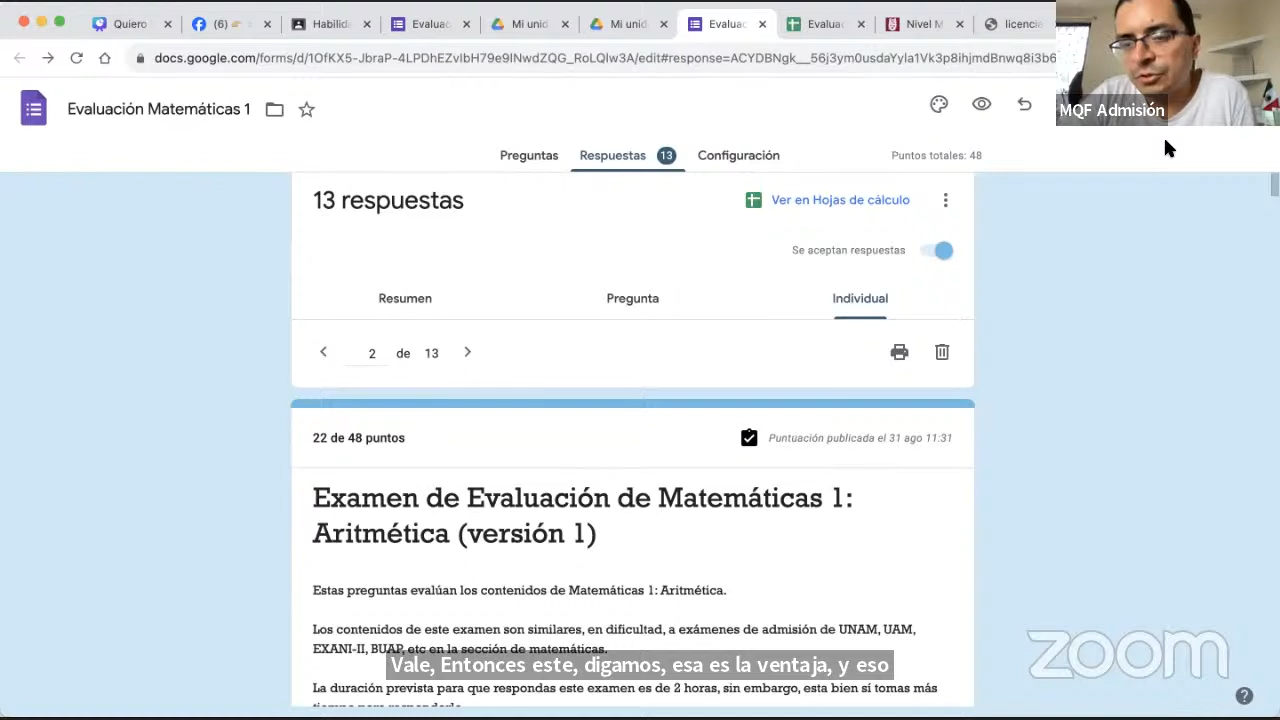 Quiero
(6)
Habilid
Evaluac
Mi unid
Mi unid
Evaluac
Evaluac
Nivel M
licencie
docs.google.com/forms/d/1OfKX5-JbraP-4LPDhEZvIbH79e9lNwdZQG_RoLQlw3A/edit#response=ACYDBNgk__56j3ym0usdaYyla1Vk3p8ihjmdBnwq8i3b6
Evaluación Matemáticas 1
MQF Admisión
Preguntas
Respuestas 13
Configuración
Puntos totales: 48
13 respuestas
Ver en Hojas de cálculo
Se aceptan respuestas
Resumen
Pregunta
Individual
2 de 13
22 de 48 puntos
Puntuación publicada el 31 ago 11:31
Examen de Evaluación de Matemáticas 1:
Aritmética (versión 1)
Estas preguntas evalúan los contenidos de Matemáticas 1: Aritmética.
Los contenidos de este examen son similares, en dificultad, a exámenes de admisión de UNAM, UAM,
EXANI-II, BUAP, etc en la sección de matemáticas.
Vale, Entonces este, digamos, esa es la ventaja, y eso
La duración prevista para que respondas este examen es de 2 horas, sin embargo, esta bien sí tomas más
tiempo para responderlo.
zoom